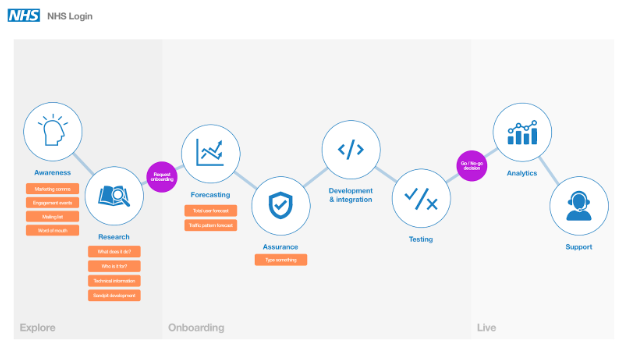 NHS NHS Login
Awareness
Marketing comms
Engagement events
Mailing list
Word of mouth
Research
What does it do?
Who is it for?
Technical information
Sandpit development
Request
onboarding
Forecasting
Total user forecast
Traffic pattern forecast
Assurance
Type something
Development
& integration
Testing
Go / No-go
decision
Analytics
Support
Explore
Onboarding
Live